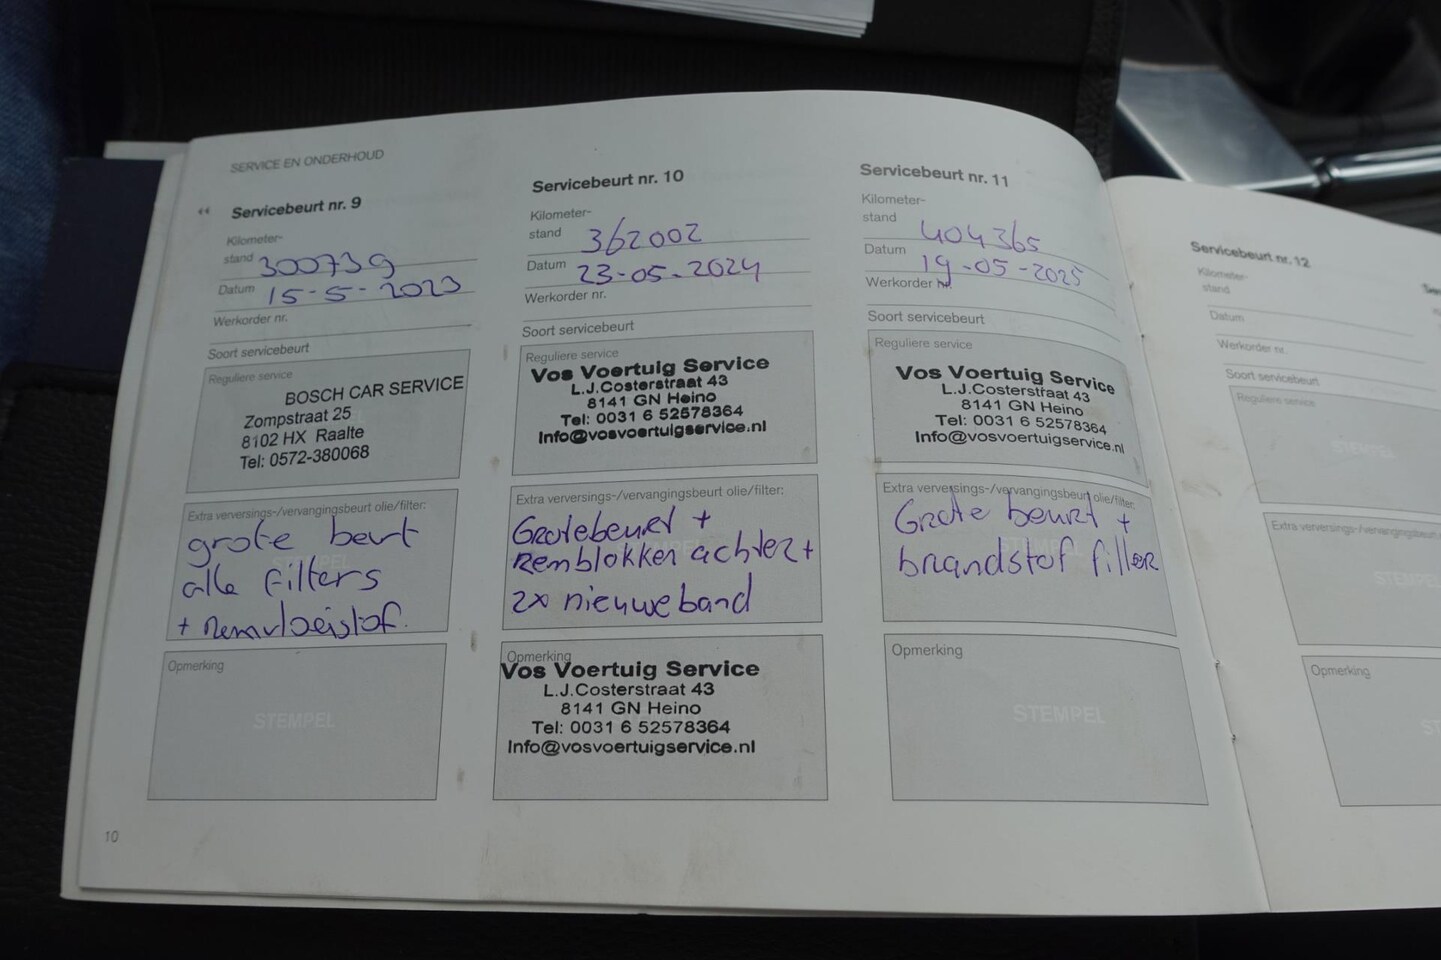 SERVICE EN ONDERHOUD
Servicebeurt nr. 9
Kilometer-
stand 300739
Datum 15-5-2023
Werkorder nr.
Soort servicebeurt
Reguliere service
BOSCH CAR SERVICE
Zompstraat 25
8102 HX Raalte
Tel: 0572-380068
Extra verversings-/vervangingsbeurt olie/filter:
grote beurt
alle filters
+ remvloeistof.
Opmerking
STEMPEL
10
Servicebeurt nr. 10
Kilometer-
stand 362002
Datum 23-05-2024
Werkorder nr.
Soort servicebeurt
Reguliere service
Vos Voertuig Service
L.J.Costerstraat 43
8141 GN Heino
Tel: 0031 6 52578364
Info@vosvoertuigservice.nl
Extra verversings-/vervangingsbeurt olie/filter:
Grotebeurt +
Remblokken achter +
2x nieuwe band
Opmerking
Vos Voertuig Service
L.J.Costerstraat 43
8141 GN Heino
Tel: 0031 6 52578364
Info@vosvoertuigservice.nl
Servicebeurt nr. 11
Kilometer-
stand 404365
Datum 19-05-2025
Werkorder nr.
Soort servicebeurt
Reguliere service
Vos Voertuig Service
L.J.Costerstraat 43
8141 GN Heino
Tel: 0031 6 52578364
Info@vosvoertuigservice.nl
Extra verversings-/vervangingsbeurt olie/filter:
Grote beurt +
brandstof filter
Opmerking
STEMPEL
Servicebeurt nr. 12
Kilometer-
stand
Datum
Werkorder nr.
Soort servicebeurt
Reguliere service
STEMPEL
Extra verversings-/vervangingsbeurt
STEMPEL
Opmerking